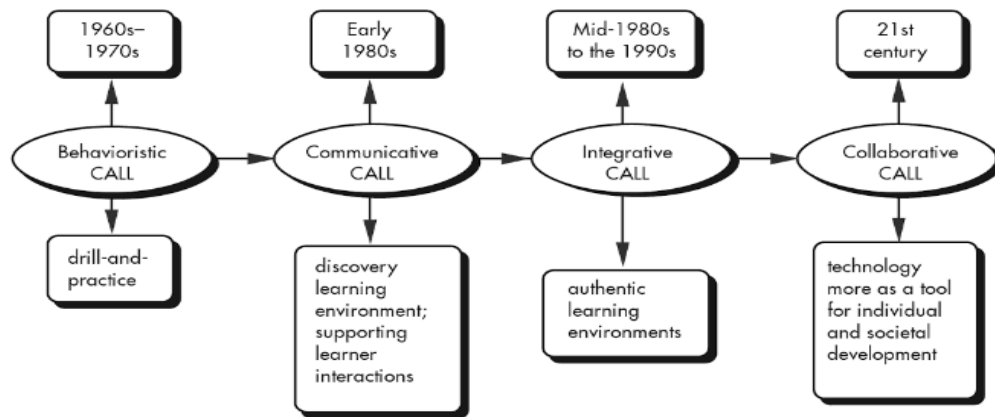 1960s–
1970s
Early
1980s
Mid-1980s
to the 1990s
21st
century
Behavioristic
CALL
Communicative
CALL
Integrative
CALL
Collaborative
CALL
drill-and-
practice
discovery
learning
environment;
supporting
learner
interactions
authentic
learning
environments
technology
more as a tool
for individual
and societal
development